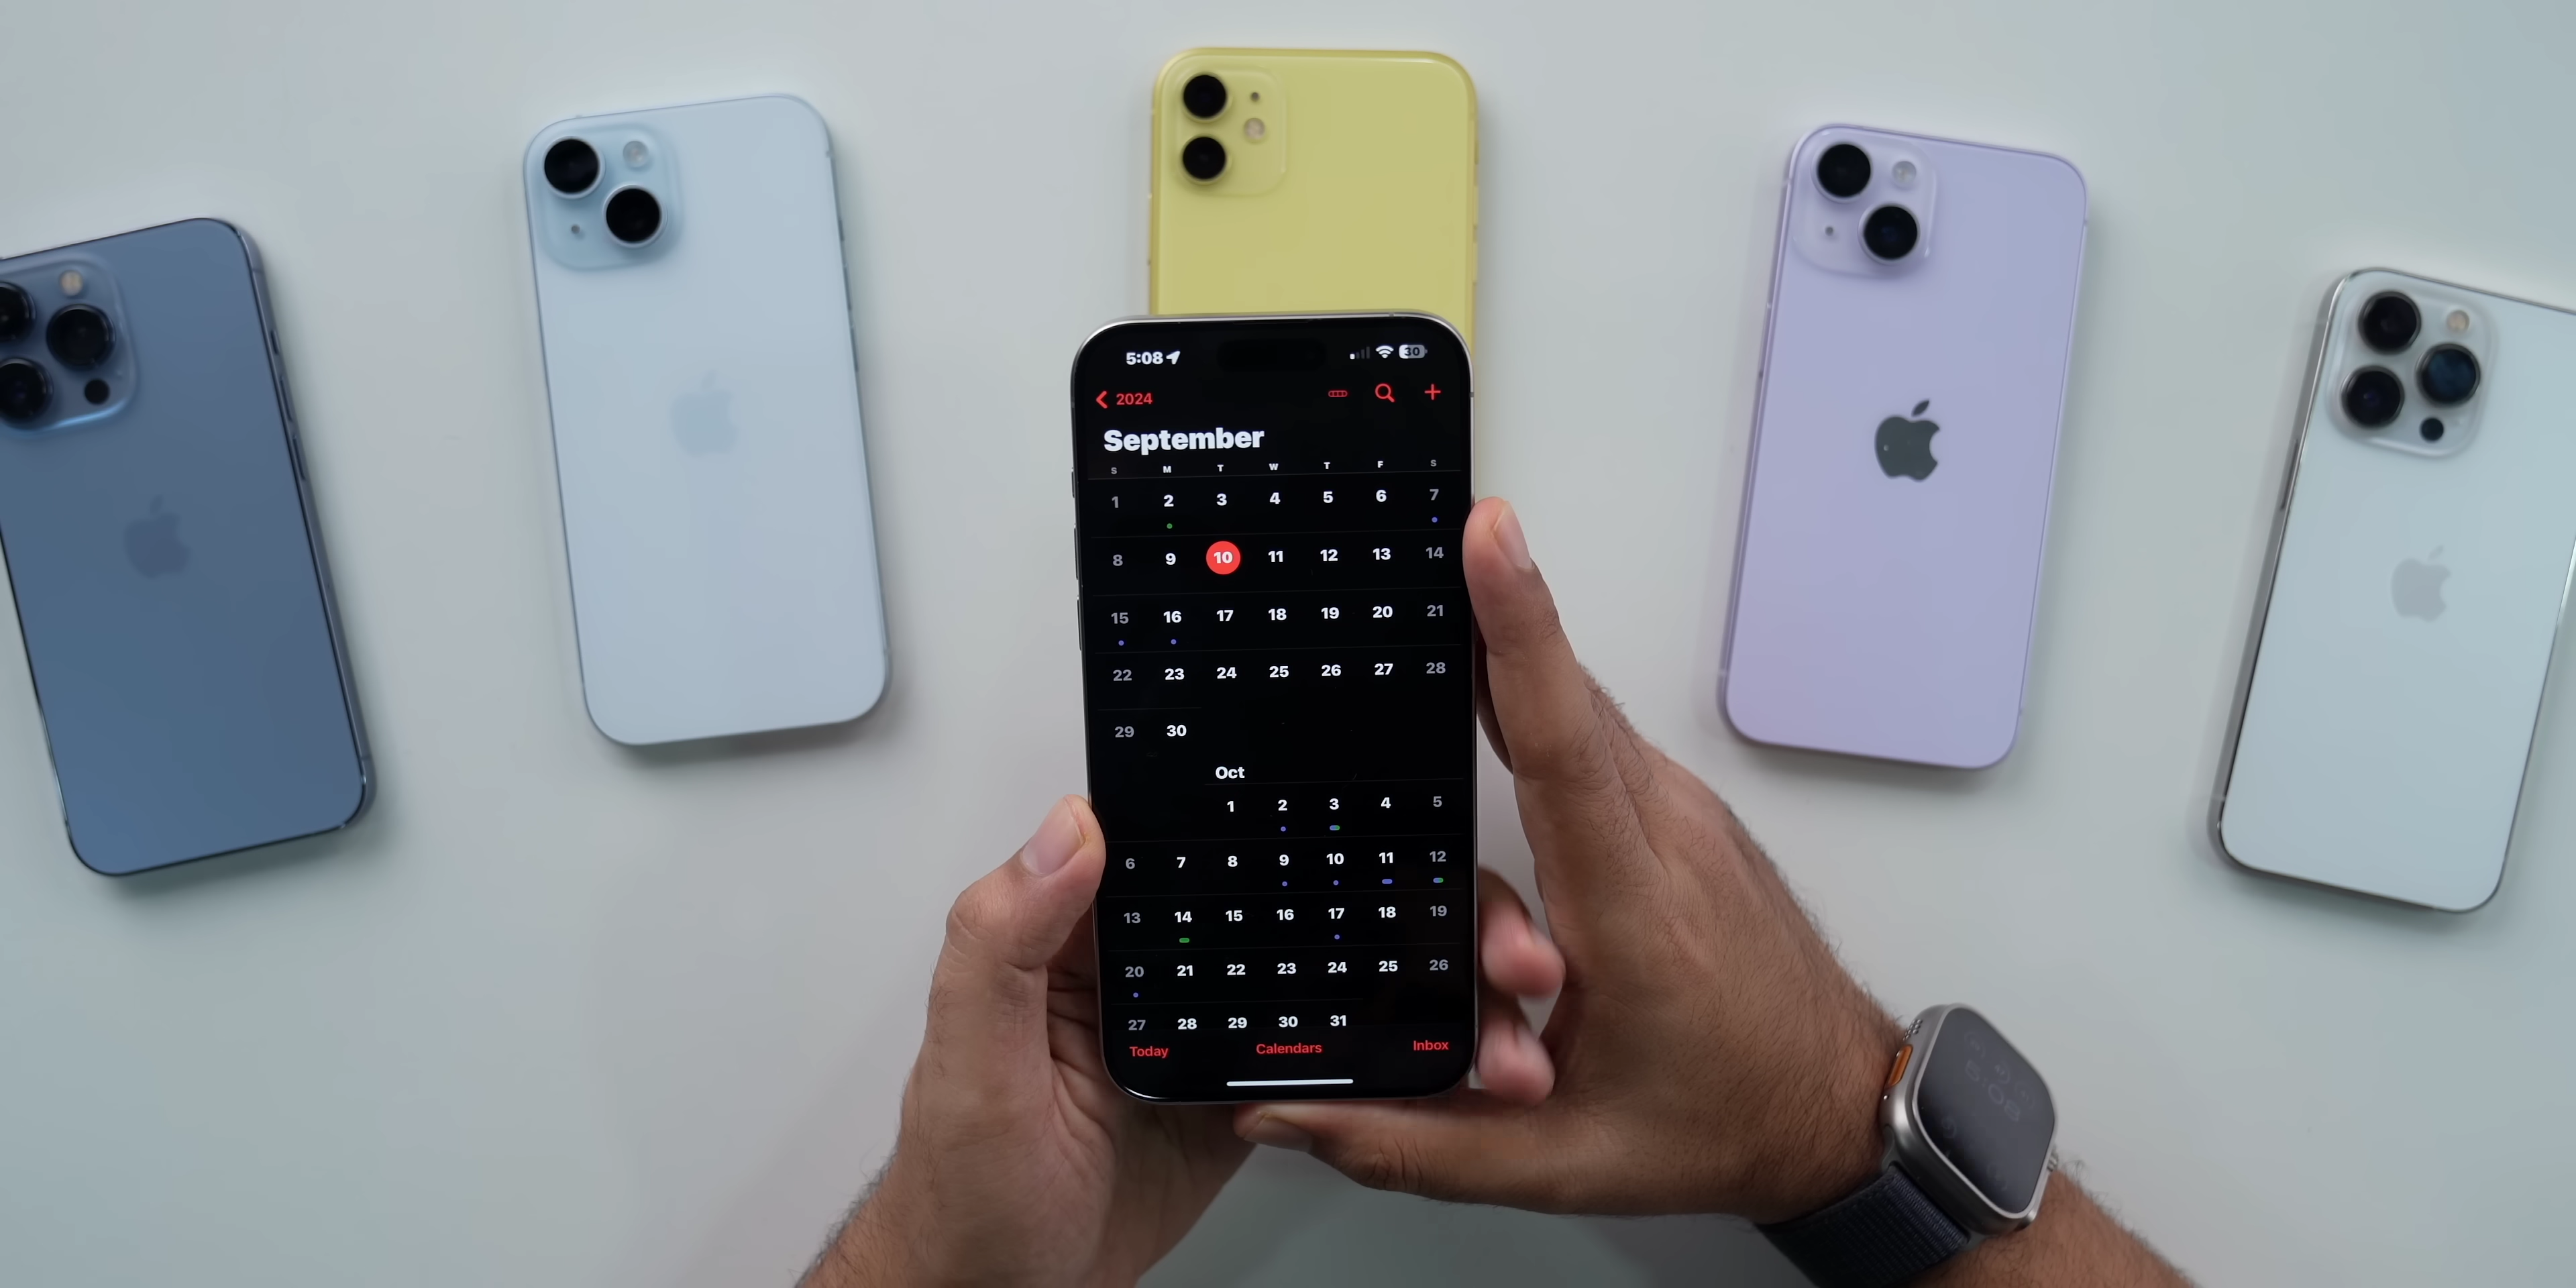 5:08 30
2024
September
S M T W T F S
1 2 3 4 5 6 7
8 9 10 11 12 13 14
15 16 17 18 19 20 21
22 23 24 25 26 27 28
29 30
Oct
1 2 3 4 5
6 7 8 9 10 11 12
13 14 15 16 17 18 19
20 21 22 23 24 25 26
27 28 29 30 31
Today Calendars Inbox
5:08